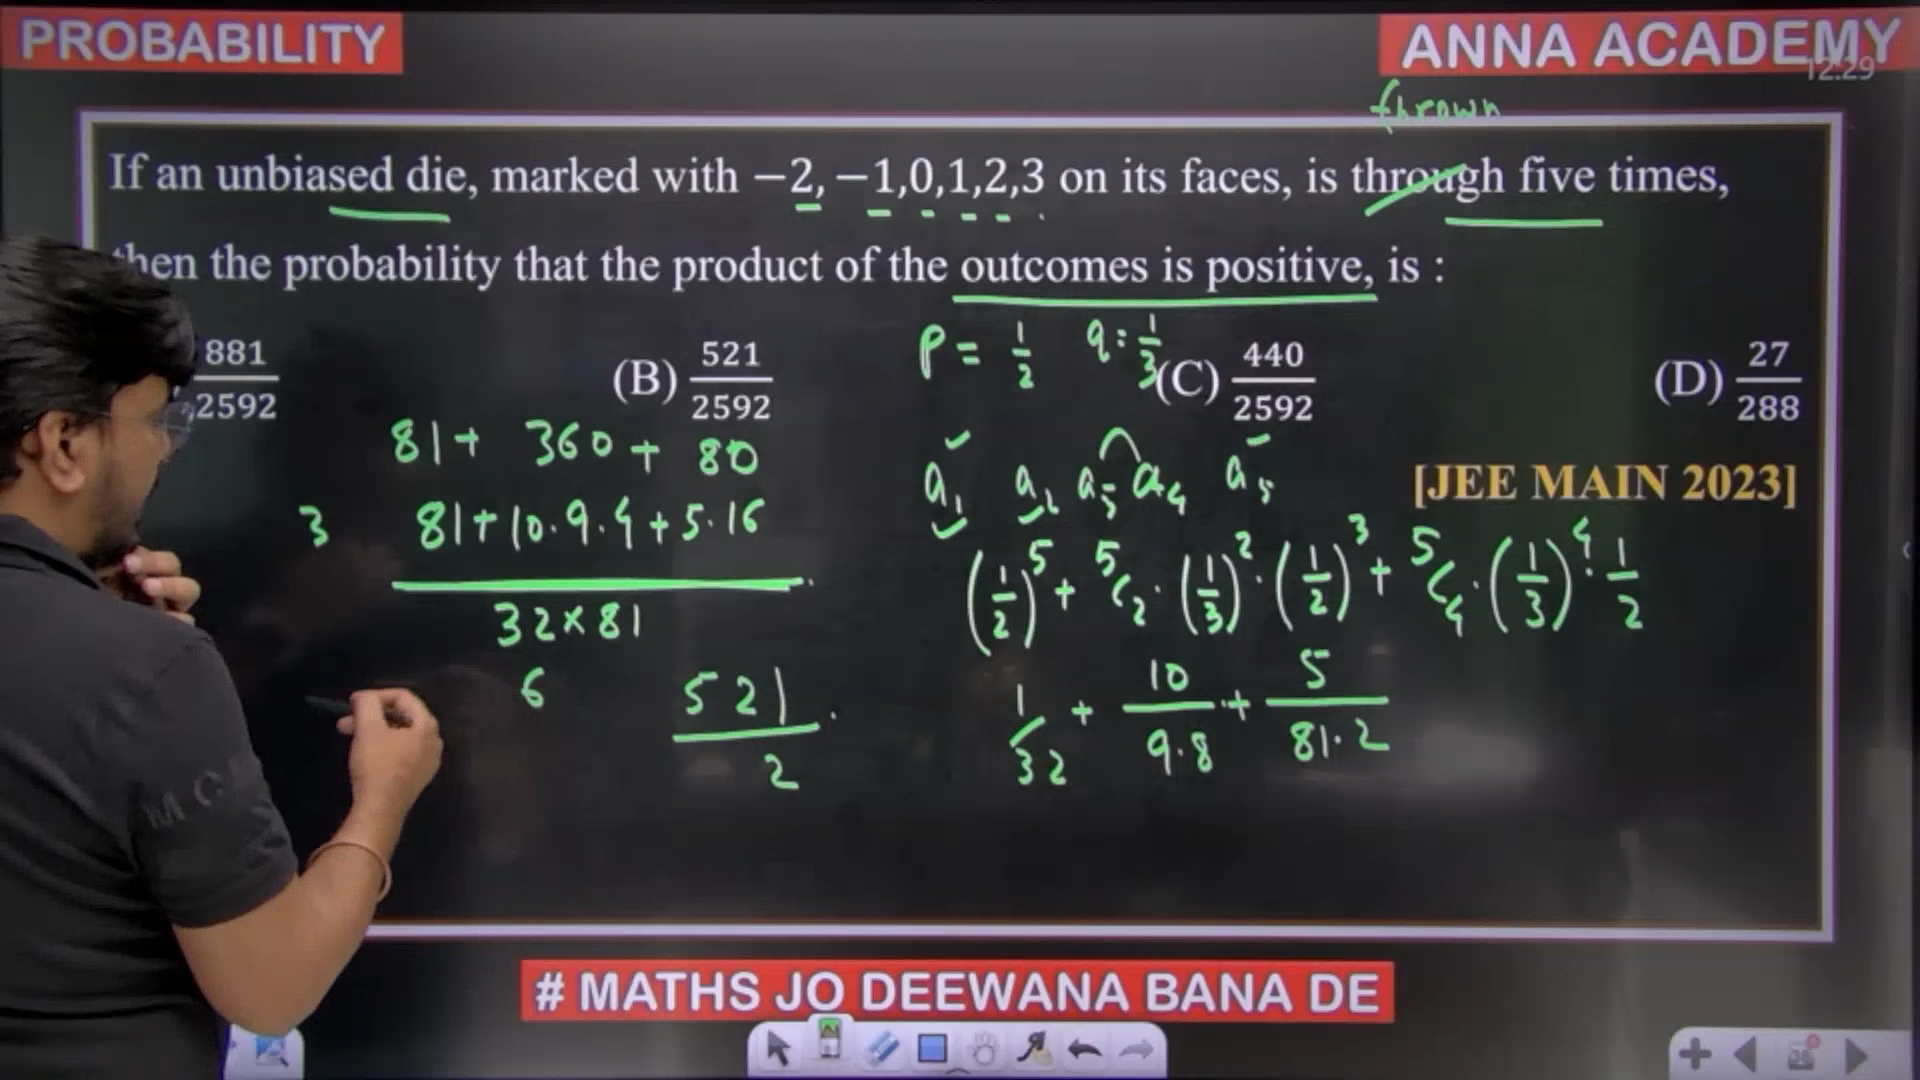 PROBABILITY
ANNA ACADEMY
12:29
thrown
If an unbiased die, marked with −2, −1,0,1,2,3 on its faces, is through five times,
then the probability that the product of the outcomes is positive, is :
881/2592
(B) 521/2592
(C) 440/2592
(D) 27/288
P = 1/2 q: 1/3
81 + 360 + 80
a₁ a₂ a₅ a₄ a₅
[JEE MAIN 2023]
3
81+10.9.4+5.16
32×81
(1/2)⁵ + ⁵C₂ · (1/3)² · (1/2)³ + ⁵C₄ · (1/3)⁴ · 1/2
6
521
2
1/32 + 10/9.8 + 5/81.2
# MATHS JO DEEWANA BANA DE